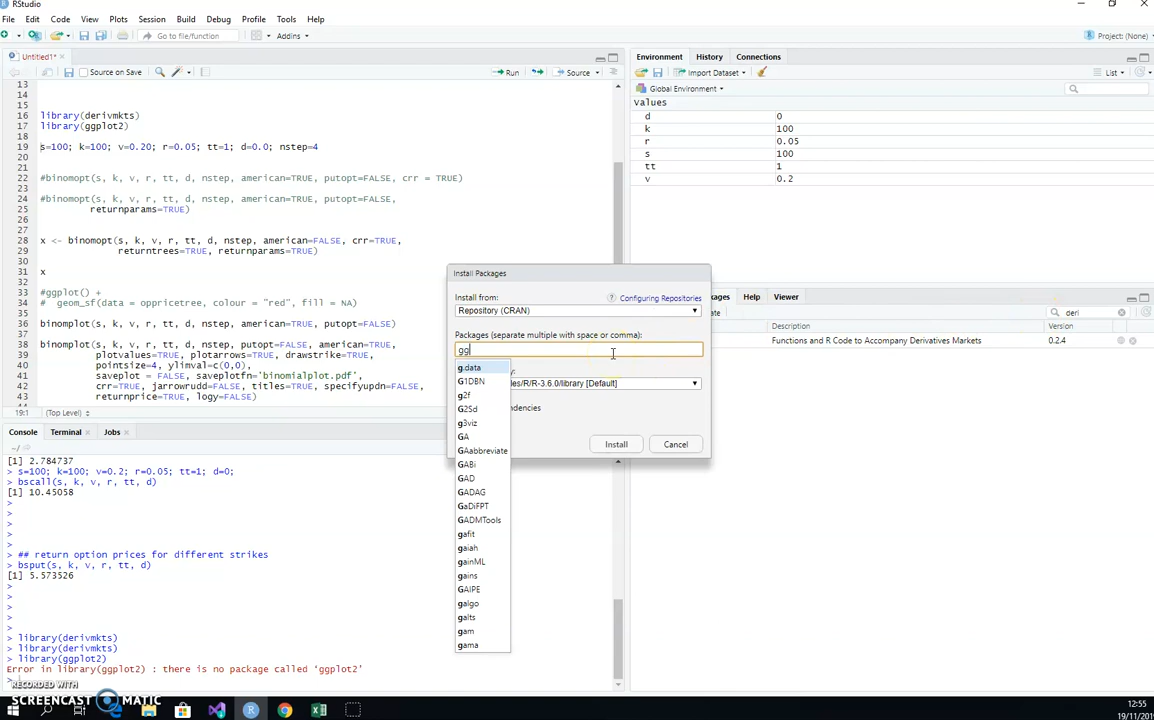 RStudio
File Edit Code View Plots Session Build Debug Profile Tools Help
Go to file/function
Addins
Project: (None)
Untitled1*
Source on Save
Run
Source
13
14
15
16 library(derivmkts)
17 library(ggplot2)
18
19 s=100; k=100; v=0.20; r=0.05; tt=1; d=0.0; nstep=4
20
21
22 #binomopt(s, k, v, r, tt, d, nstep, american=TRUE, putopt=FALSE, crr = TRUE)
23
24 #binomopt(s, k, v, r, tt, d, nstep, american=TRUE, putopt=FALSE,
25 returnparams=TRUE)
26
27
28 x <- binomopt(s, k, v, r, tt, d, nstep, american=FALSE, crr=TRUE,
29 returntrees=TRUE, returnparams=TRUE)
30
31 x
32
33 #ggplot() +
34 # geom_sf(data = oppricetree, colour = "red", fill = NA)
35
36 binomplot(s, k, v, r, tt, d, nstep, american=TRUE, putopt=FALSE)
37
38 binomplot(s, k, v, r, tt, d, nstep, putopt=FALSE, american=TRUE,
39 plotvalues=TRUE, plotarrows=TRUE, drawstrike=TRUE,
40 pointsize=4, ylimval=c(0,0),
41 saveplot = FALSE, saveplotfn='binomialplot.pdf',
42 crr=TRUE, jarrowrudd=FALSE, titles=TRUE, specifyupdn=FALSE,
43 returnprice=TRUE, logy=FALSE)
44
19:1 (Top Level)
Console Terminal Jobs
~/
[1] 2.784737
> s=100; k=100; v=0.2; r=0.05; tt=1; d=0;
> bscall(s, k, v, r, tt, d)
[1] 10.45058
>
>
>
>
> ## return option prices for different strikes
> bsput(s, k, v, r, tt, d)
[1] 5.573526
>
>
>
>
>
> library(derivmkts)
> library(derivmkts)
> library(ggplot2)
Error in library(ggplot2) : there is no package called ‘ggplot2’
>
RECORDED WITH
SCREENCAST MATIC
Environment History Connections
Import Dataset
List
Global Environment
Values
d 0
k 100
r 0.05
s 100
tt 1
v 0.2
Install Packages
Install from:
Configuring Repositories
Repository (CRAN)
Packages (separate multiple with space or comma):
gg
les/R/R-3.6.0/library [Default]
endencies
Install Cancel
g.data
G1DBN
g2f
G2Sd
g3viz
GA
GAabbreviate
GABi
GAD
GADAG
GaDiFPT
GADMTools
gafit
gaiah
gainML
gains
GAIPE
galgo
galts
gam
gama
kages Help Viewer
date
deri
Description Version
Functions and R Code to Accompany Derivatives Markets 0.2.4
12:55